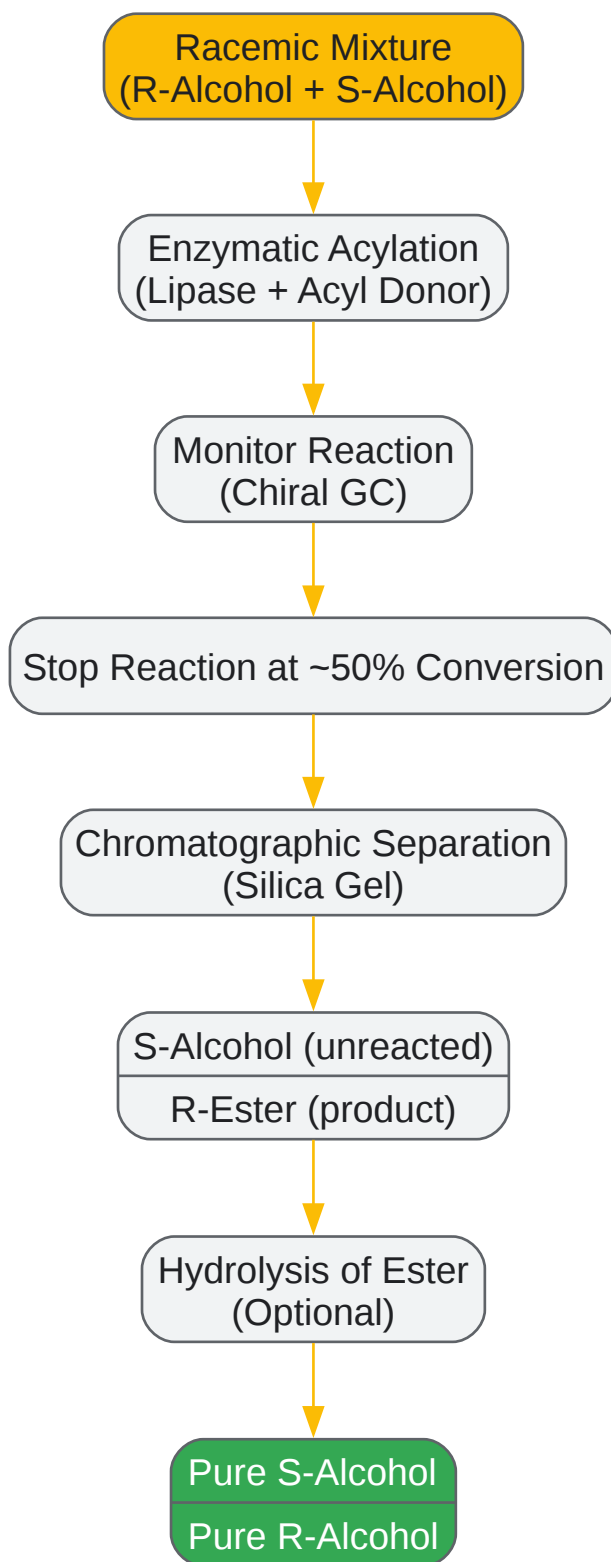 Racemic Mixture
(R-Alcohol + S-Alcohol)
Enzymatic Acylation
(Lipase + Acyl Donor)
Monitor Reaction
(Chiral GC)
Stop Reaction at ~50% Conversion
Chromatographic Separation
(Silica Gel)
S-Alcohol (unreacted)
R-Ester (product)
Hydrolysis of Ester
(Optional)
Pure S-Alcohol
Pure R-Alcohol